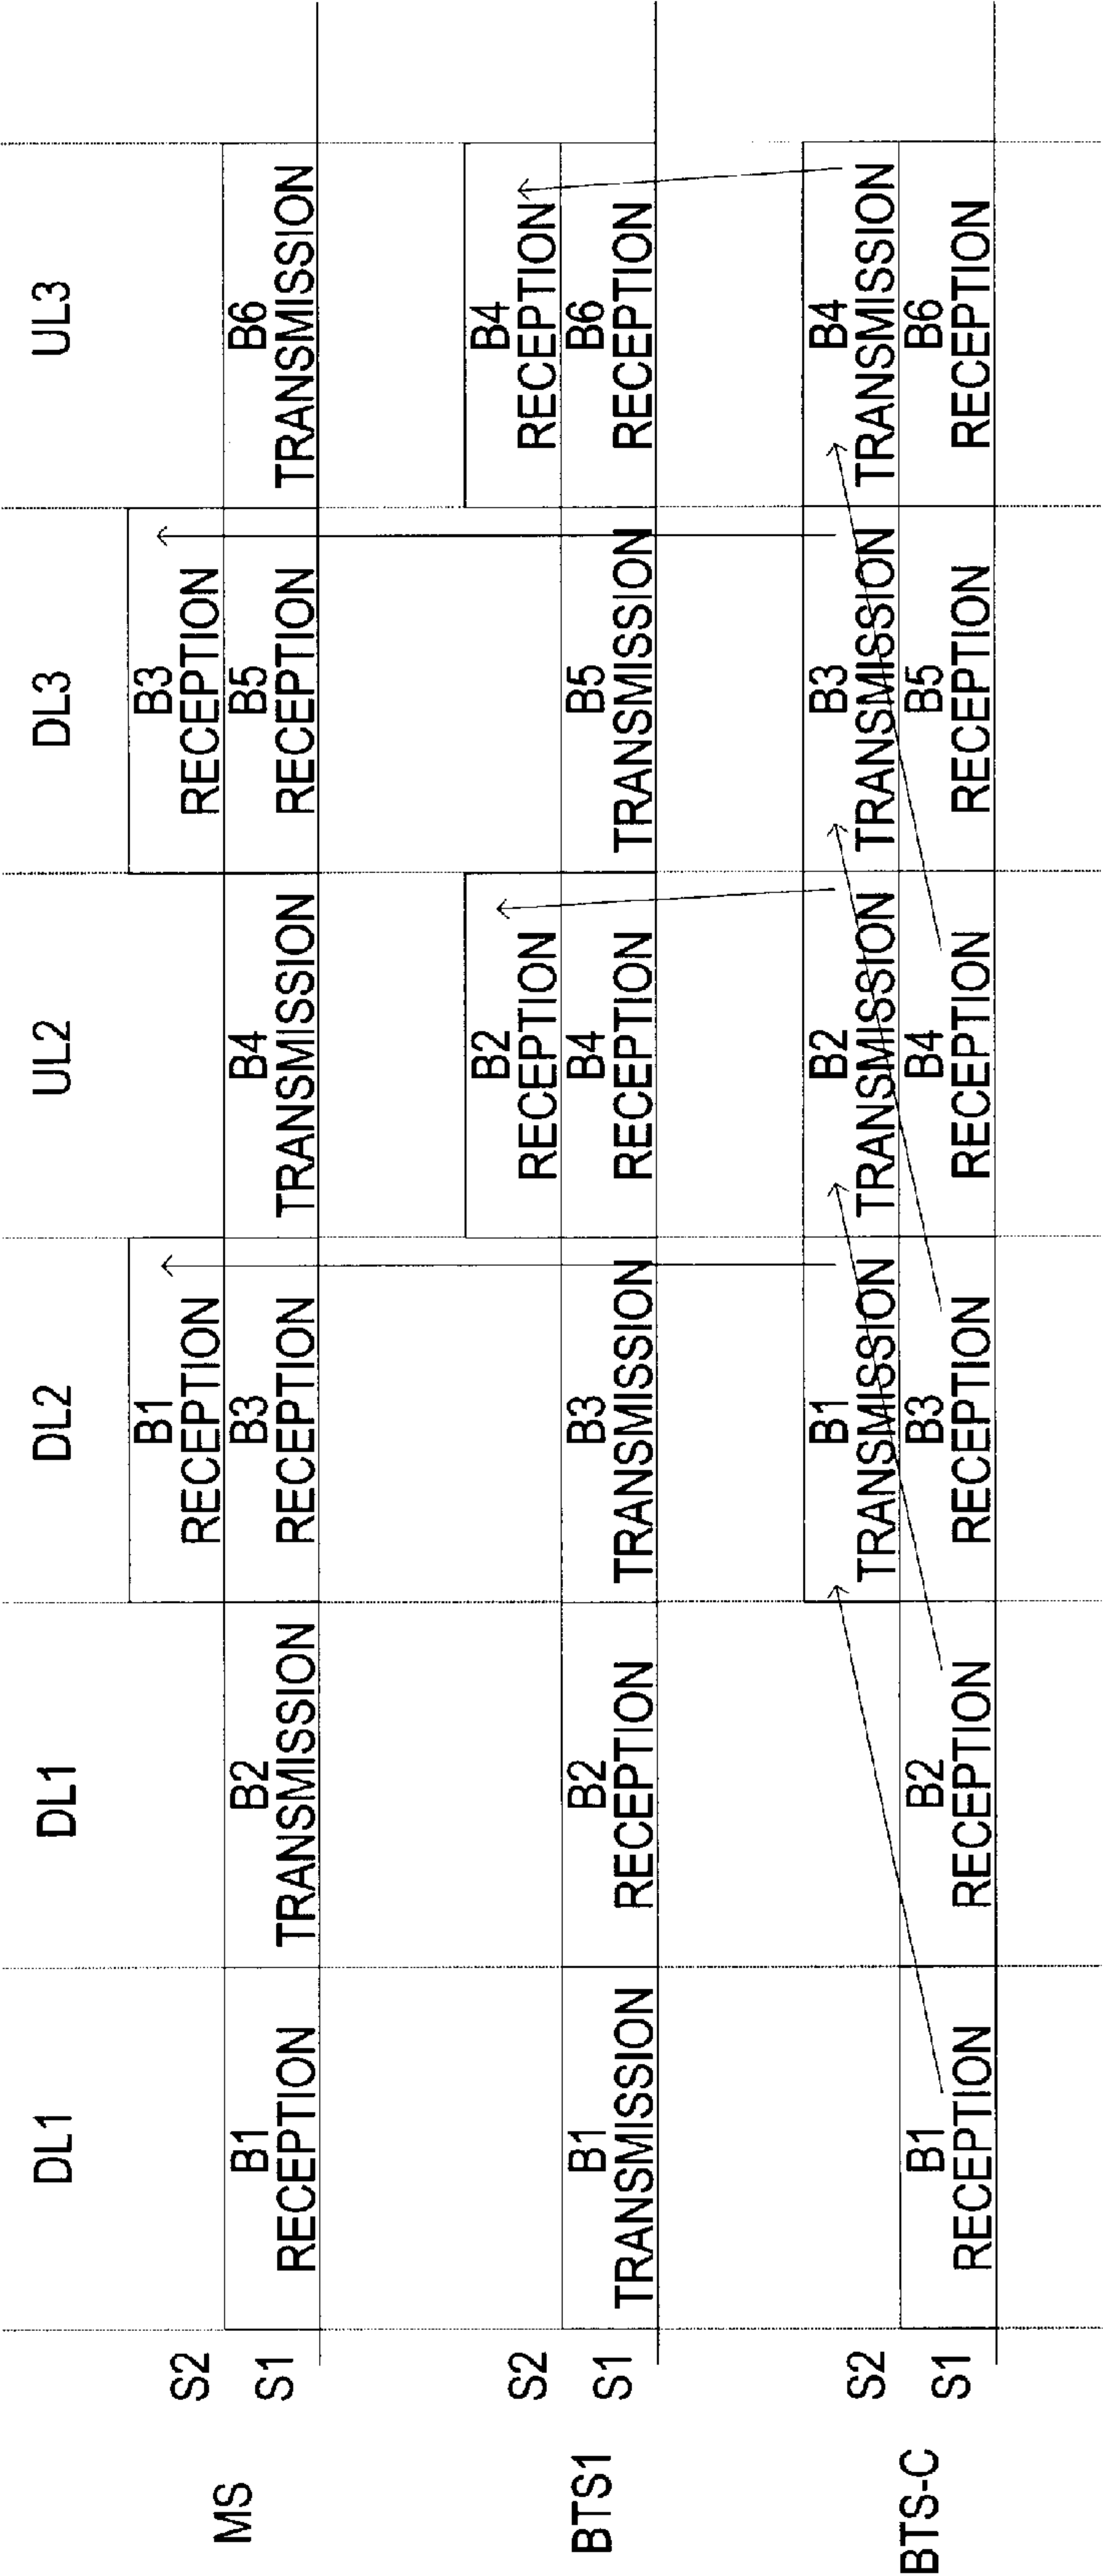 DL1 DL1 DL2 UL2 DL3 UL3
MS
S2
B1
RECEPTION
B3
RECEPTION
S1
B1
RECEPTION
B2
TRANSMISSION
B3
RECEPTION
B4
TRANSMISSION
B5
RECEPTION
B6
TRANSMISSION
BTS1
S2
B2
RECEPTION
B4
RECEPTION
S1
B1
TRANSMISSION
B2
RECEPTION
B3
TRANSMISSION
B4
RECEPTION
B5
TRANSMISSION
B6
RECEPTION
BTS-C
S2
B1
TRANSMISSION
B2
TRANSMISSION
B3
TRANSMISSION
B4
TRANSMISSION
S1
B1
RECEPTION
B2
RECEPTION
B3
RECEPTION
B4
RECEPTION
B5
RECEPTION
B6
RECEPTION